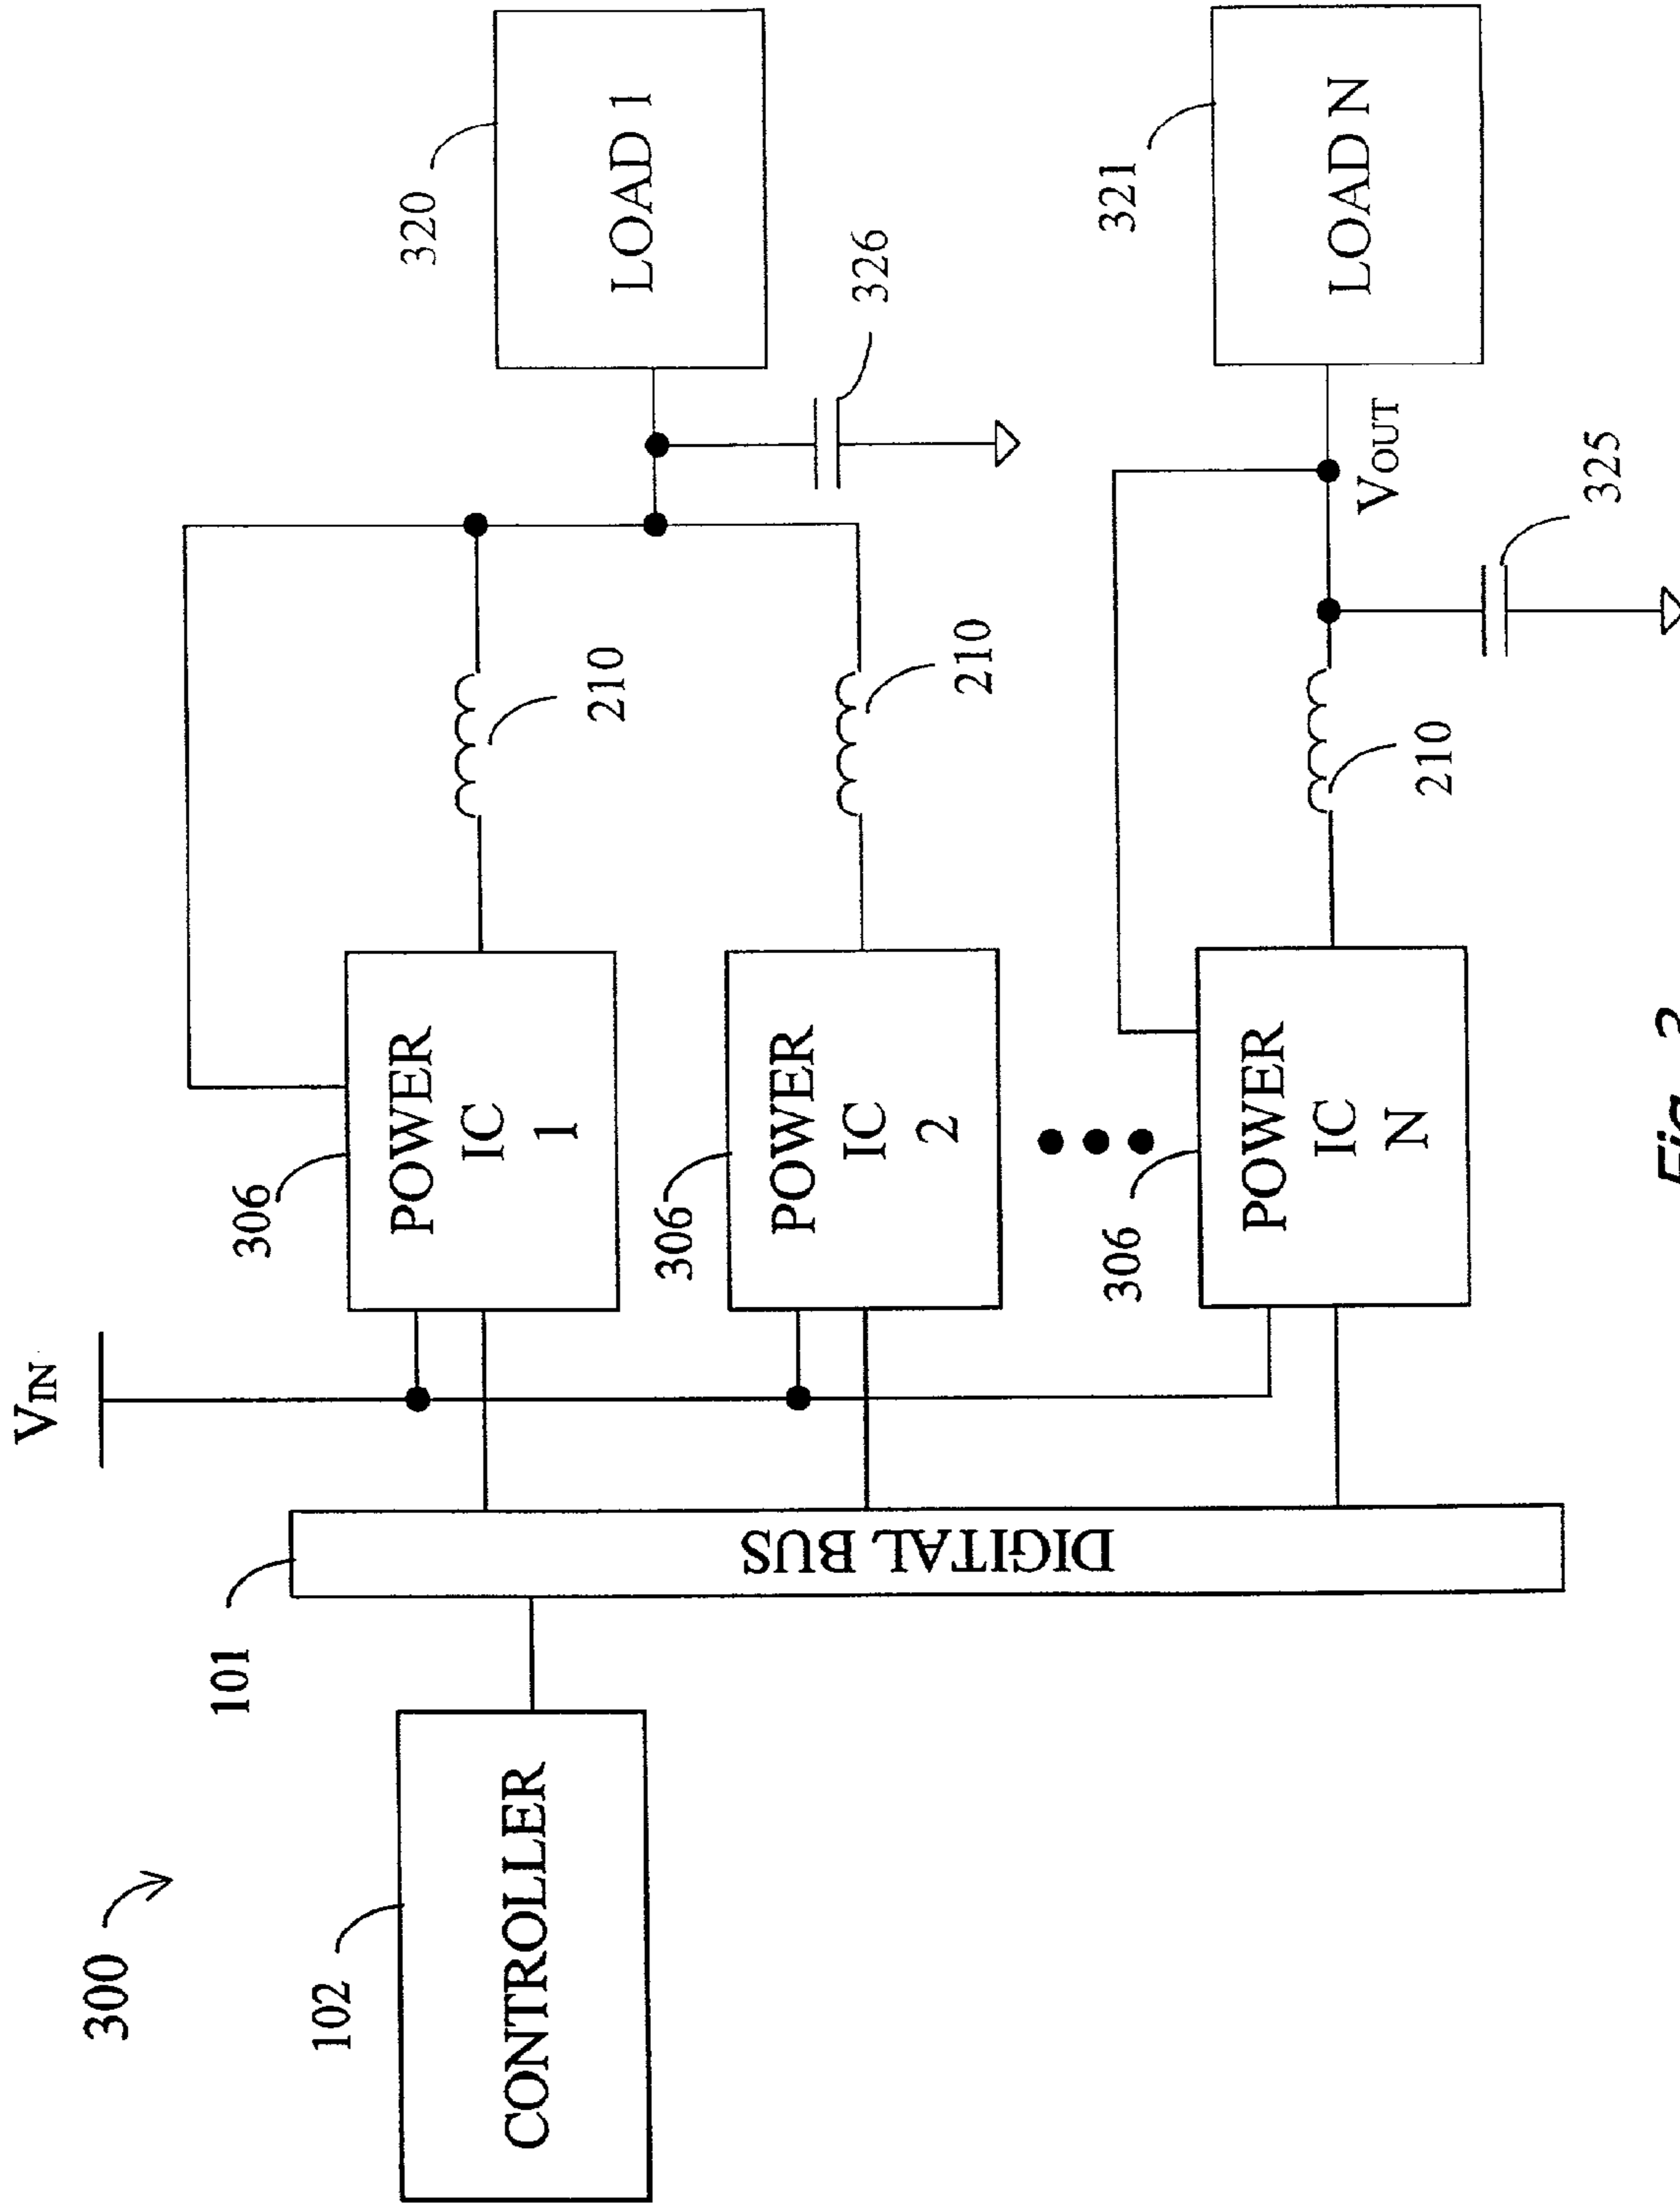 300
VIN
102
CONTROLLER
101
DIGITAL BUS
306
POWER
IC
1
210
320
LOAD 1
326
306
POWER
IC
2
210
306
POWER
IC
N
210
VOUT
325
321
LOAD N